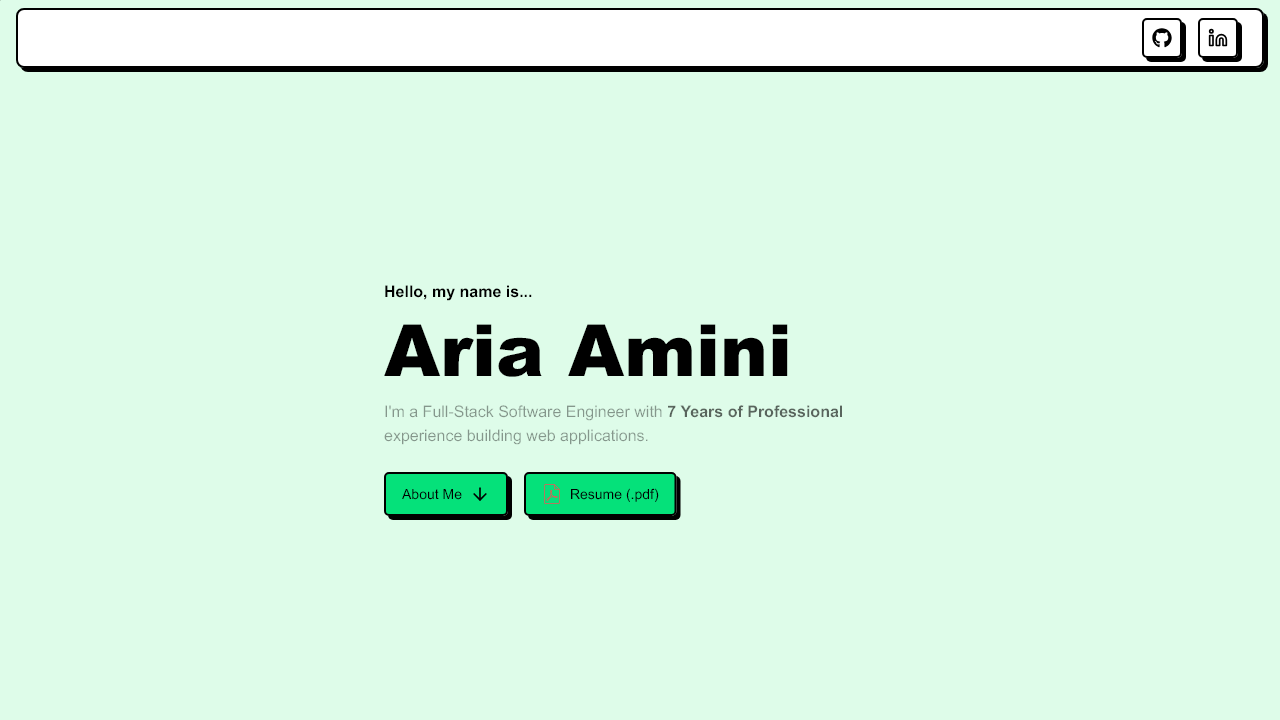 Hello, my name is...
Aria Amini
I'm a Full-Stack Software Engineer with 7 Years of Professional
experience building web applications.
About Me
Resume (.pdf)